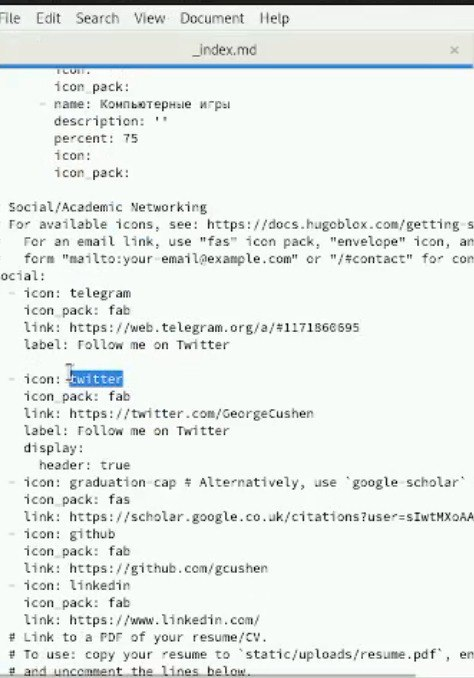 File Edit Search View Document Help
_index.md ×
icon:
icon_pack:
- name: Компьютерные игры
description: ''
percent: 75
icon:
icon_pack:
Social/Academic Networking
For available icons, see: https://docs.hugoblox.com/getting-s
For an email link, use "fas" icon pack, "envelope" icon, an
form "mailto:your-email@example.com" or "/#contact" for con
ocial:
- icon: telegram
icon_pack: fab
link: https://web.telegram.org/a/#1171860695
label: Follow me on Twitter
- icon: twitter
icon_pack: fab
link: https://twitter.com/GeorgeCushen
label: Follow me on Twitter
display:
header: true
- icon: graduation-cap # Alternatively, use `google-scholar`
icon_pack: fas
link: https://scholar.google.co.uk/citations?user=sIwtMXoAA
- icon: github
icon_pack: fab
link: https://github.com/gcushen
- icon: linkedin
icon_pack: fab
link: https://www.linkedin.com/
# Link to a PDF of your resume/CV.
# To use: copy your resume to `static/uploads/resume.pdf`, en
# and uncomment the lines below.